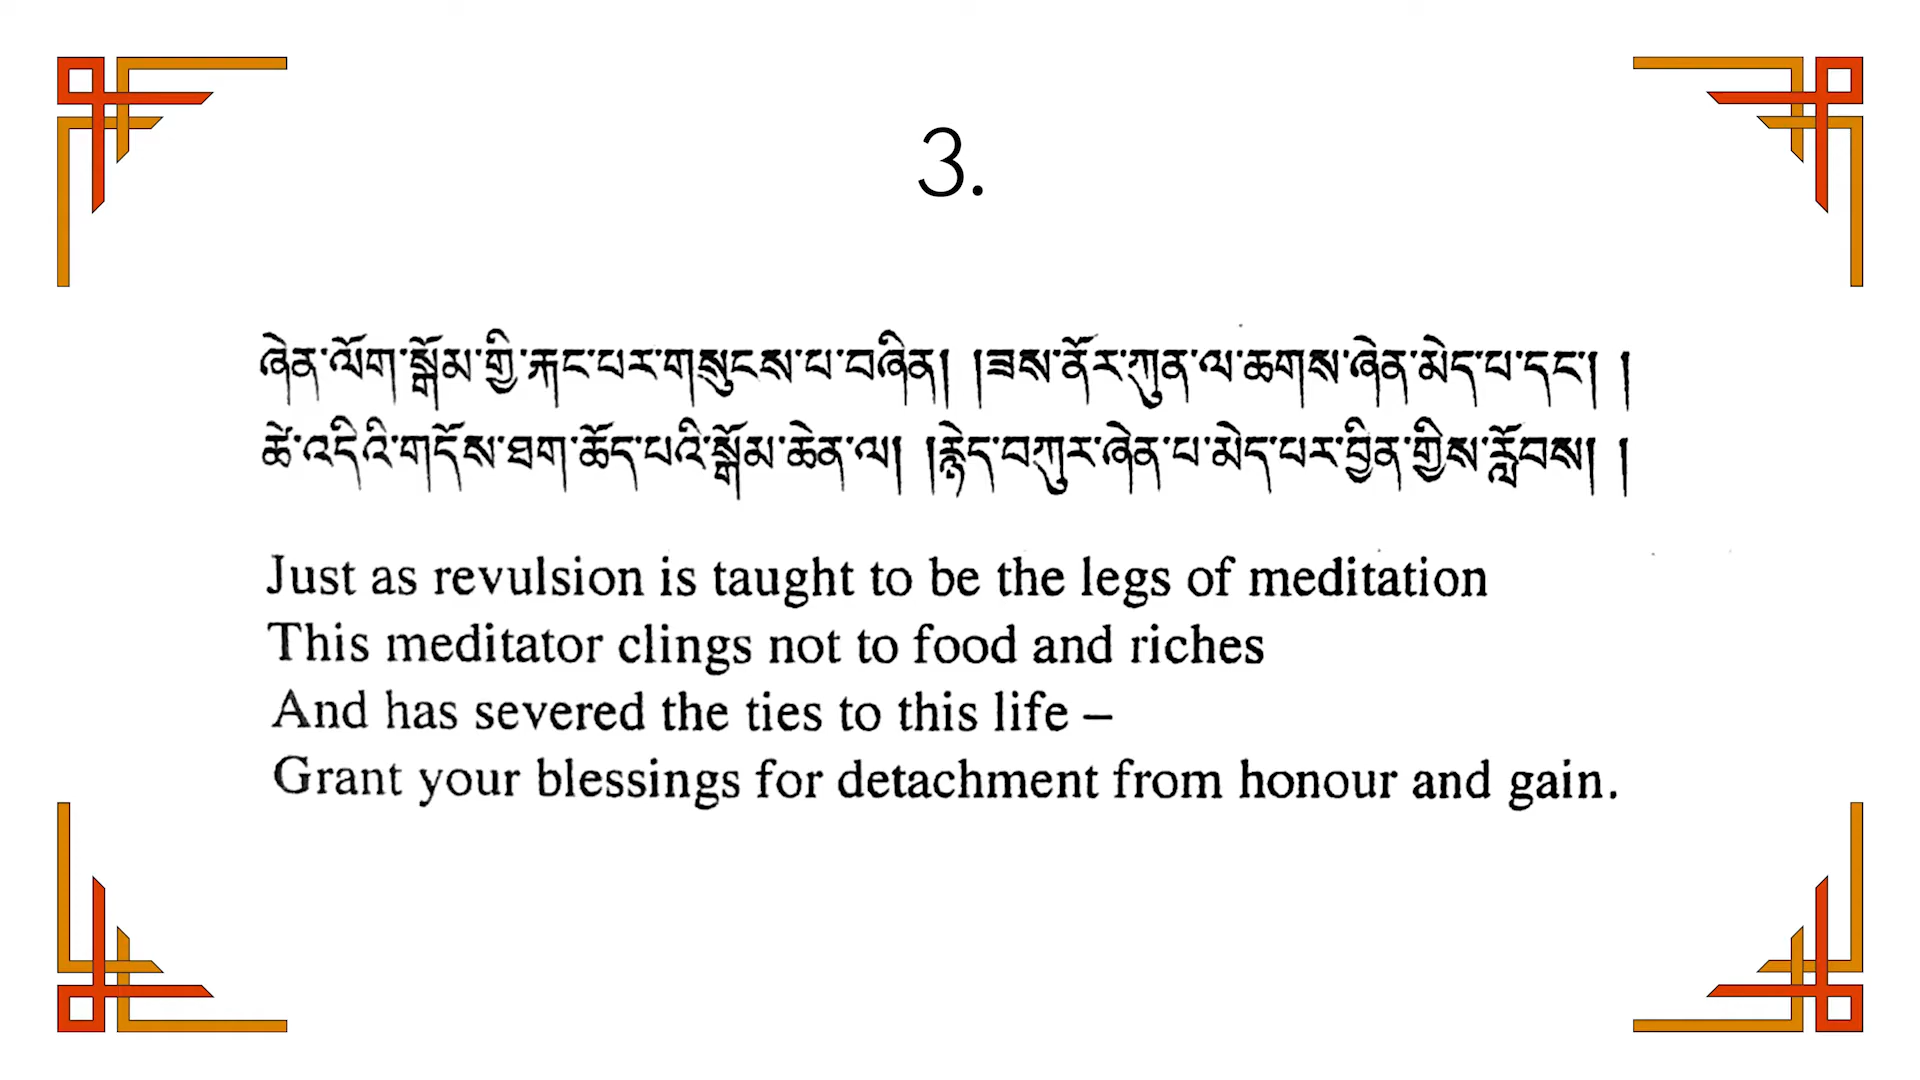 3.
ཞེན་ལོག་སྒོམ་གྱི་རྐང་པར་གསུངས་པ་བཞིན། །ཟས་ནོར་ཀུན་ལ་ཆགས་ཞེན་མེད་པ་དང་། །
ཚེ་འདིའི་གདོས་ཐག་ཆོད་པའི་སྒོམ་ཆེན་ལ། །རྙེད་བཀུར་ཞེན་པ་མེད་པར་བྱིན་གྱིས་རློབས། །
Just as revulsion is taught to be the legs of meditation
This meditator clings not to food and riches
And has severed the ties to this life –
Grant your blessings for detachment from honour and gain.